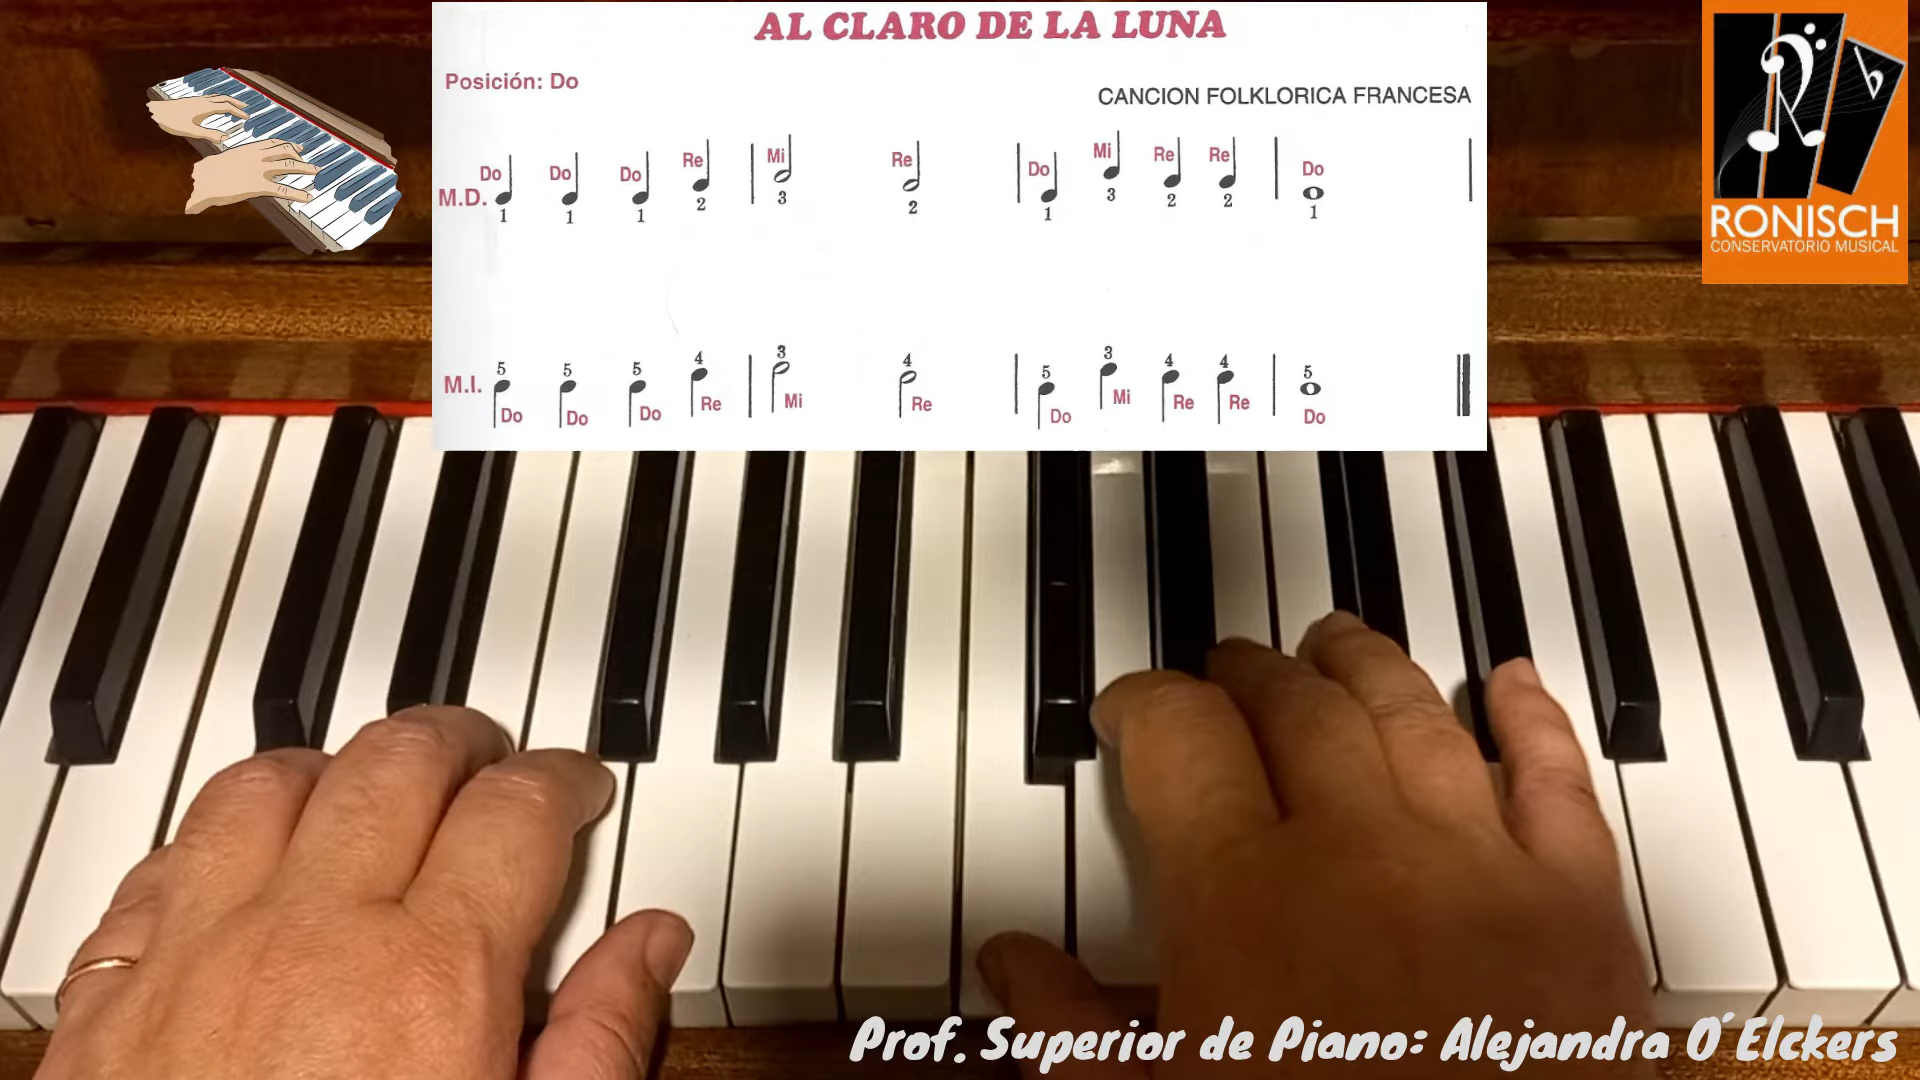 AL CLARO DE LA LUNA
Posición: Do
CANCION FOLKLORICA FRANCESA
Do Do Do Re Mi Re Do Mi Re Re Do
M.D.
1 1 1 2 3 2 1 3 2 2 1
5 5 5 4 3 4 5 3 4 4 5
M.I.
Do Do Do Re Mi Re Do Mi Re Re Do
RONISCH
CONSERVATORIO MUSICAL
Prof. Superior de Piano: Alejandra O´Elckers